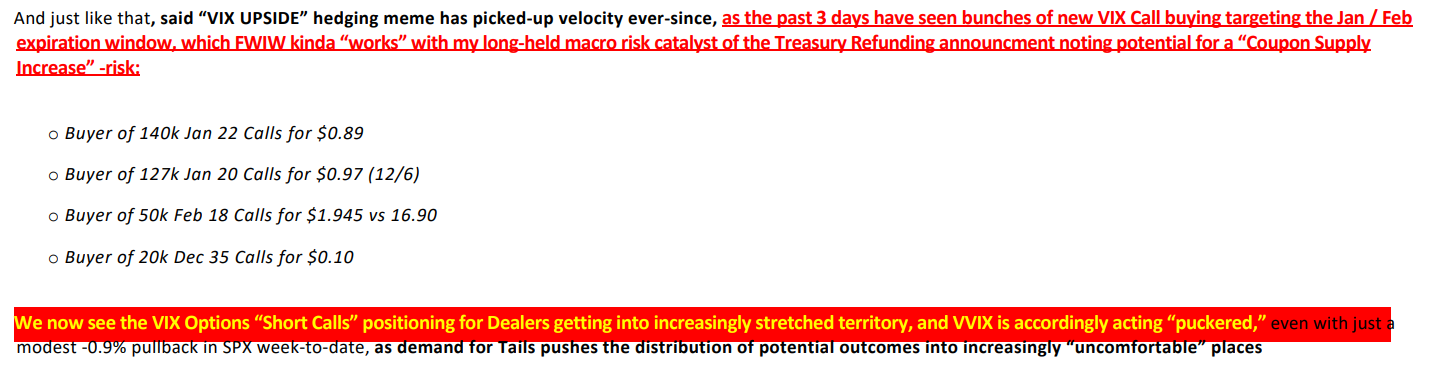 And just like that, said “VIX UPSIDE” hedging meme has picked-up velocity ever-since, as the past 3 days have seen bunches of new VIX Call buying targeting the Jan / Feb
expiration window, which FWIW kinda “works” with my long-held macro risk catalyst of the Treasury Refunding announcment noting potential for a “Coupon Supply
Increase” -risk:
o Buyer of 140k Jan 22 Calls for $0.89
o Buyer of 127k Jan 20 Calls for $0.97 (12/6)
o Buyer of 50k Feb 18 Calls for $1.945 vs 16.90
o Buyer of 20k Dec 35 Calls for $0.10
We now see the VIX Options “Short Calls” positioning for Dealers getting into increasingly stretched territory, and VVIX is accordingly acting “puckered,” even with just a
modest -0.9% pullback in SPX week-to-date, as demand for Tails pushes the distribution of potential outcomes into increasingly “uncomfortable” places